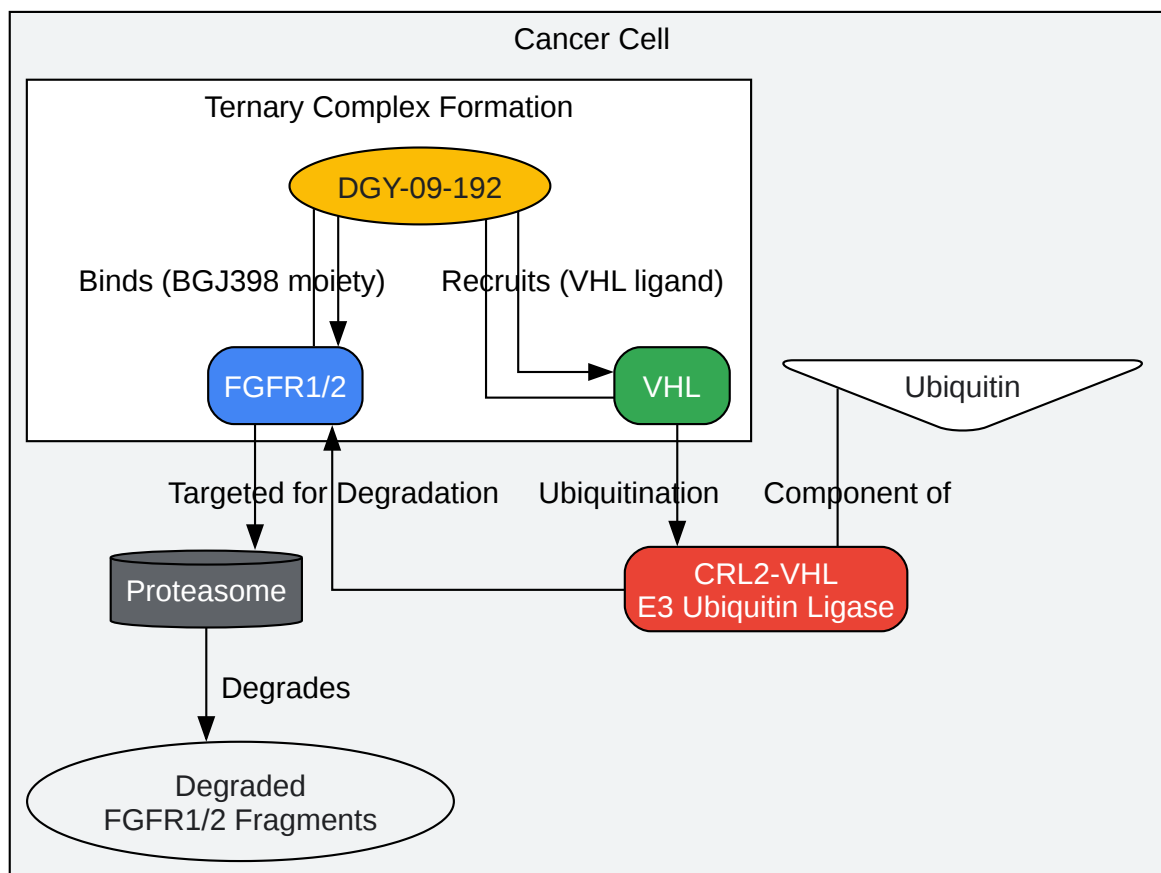 Cancer Cell
Ternary Complex Formation
DGY-09-192
Binds (BGJ398 moiety)
Recruits (VHL ligand)
FGFR1/2
VHL
Ubiquitin
Targeted for Degradation
Ubiquitination
Component of
Proteasome
CRL2-VHL
E3 Ubiquitin Ligase
Degrades
Degraded
FGFR1/2 Fragments